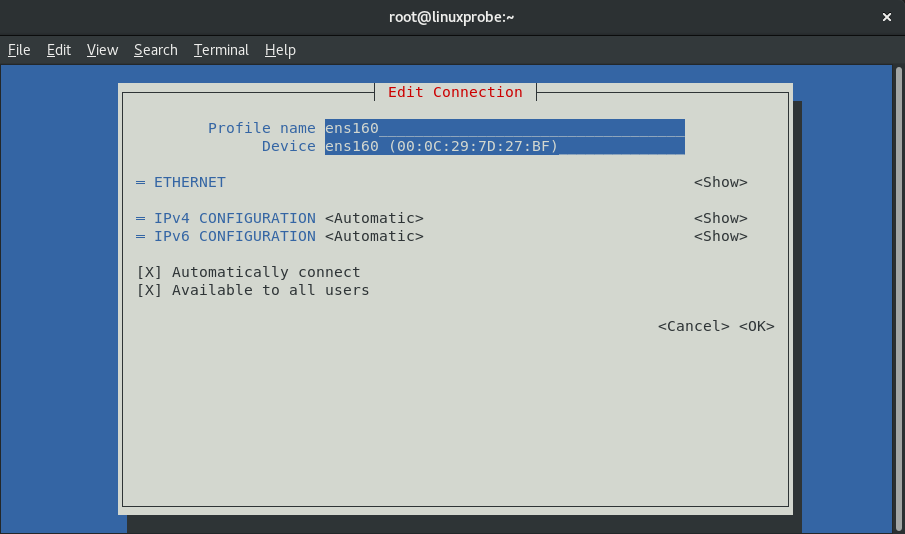 root@linuxprobe:~ ×
File Edit View Search Terminal Help
Edit Connection
Profile name ens160__________________________________
Device ens160 (00:0C:29:7D:27:BF)______________
= ETHERNET <Show>
= IPv4 CONFIGURATION <Automatic> <Show>
= IPv6 CONFIGURATION <Automatic> <Show>
[X] Automatically connect
[X] Available to all users
<Cancel> <OK>